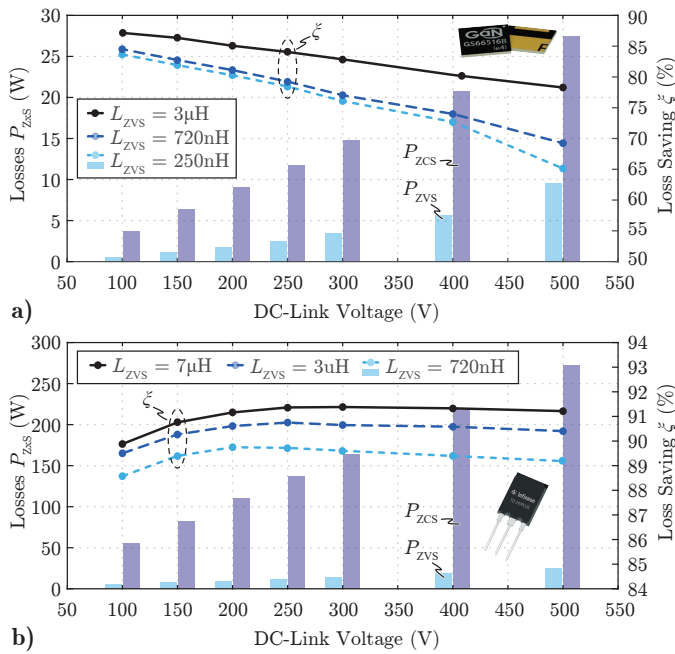 30
25
20
15
10
5
0
Losses P_ZxS (W)
90
85
80
75
70
65
60
55
50
Loss Saving ξ (%)
ξ
GaN
GS66516B
(e4)
F
L_ZVS = 3µH
L_ZVS = 720nH
L_ZVS = 250nH
P_ZCS
P_ZVS
50 100 150 200 250 300 350 400 450 500 550
a)
DC-Link Voltage (V)
300
250
200
150
100
50
0
Losses P_ZxS (W)
94
93
92
91
90
89
88
87
86
85
84
Loss Saving ξ (%)
L_ZVS = 7µH L_ZVS = 3uH L_ZVS = 720nH
ξ
Infineon
P_ZCS
P_ZVS
50 100 150 200 250 300 350 400 450 500 550
b)
DC-Link Voltage (V)